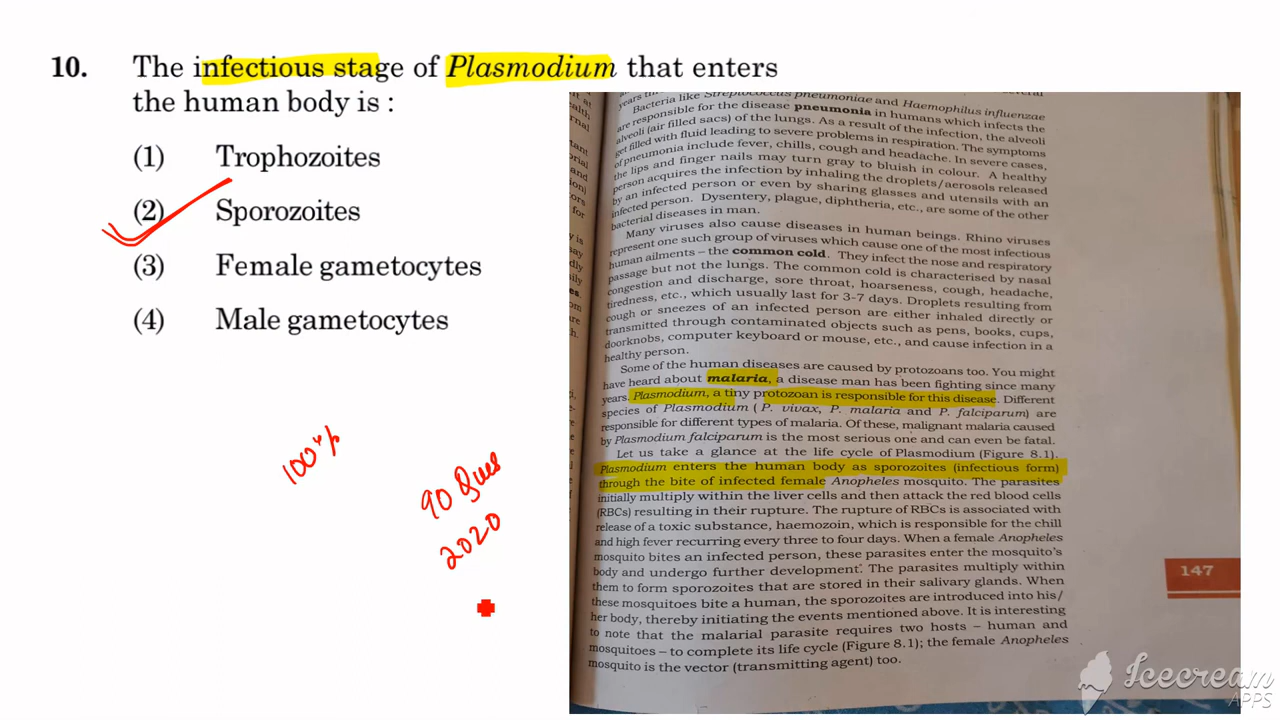 10. The infectious stage of Plasmodium that enters
the human body is :
(1) Trophozoites
(2) Sporozoites
(3) Female gametocytes
(4) Male gametocytes
100%
90 Ques
2020
Bacteria like Streptococcus pneumoniae and Haemophilus influenzae
are responsible for the disease pneumonia in humans which infects the
alveoli (air filled sacs) of the lungs. As a result of the infection, the alveoli
get filled with fluid leading to severe problems in respiration. The symptoms
of pneumonia include fever, chills, cough and headache. In severe cases,
the lips and finger nails may turn gray to bluish in colour. A healthy
person acquires the infection by inhaling the droplets/aerosols released
by an infected person or even by sharing glasses and utensils with an
infected person. Dysentery, plague, diphtheria, etc., are some of the other
bacterial diseases in man.
Many viruses also cause diseases in human beings. Rhino viruses
represent one such group of viruses which cause one of the most infectious
human ailments – the common cold. They infect the nose and respiratory
passage but not the lungs. The common cold is characterised by nasal
congestion and discharge, sore throat, hoarseness, cough, headache,
tiredness, etc., which usually last for 3-7 days. Droplets resulting from
cough or sneezes of an infected person are either inhaled directly or
transmitted through contaminated objects such as pens, books, cups,
doorknobs, computer keyboard or mouse, etc., and cause infection in a
healthy person.
Some of the human diseases are caused by protozoans too. You might
have heard about malaria, a disease man has been fighting since many
years. Plasmodium, a tiny protozoan is responsible for this disease. Different
species of Plasmodium (P. vivax, P. malaria and P. falciparum) are
responsible for different types of malaria. Of these, malignant malaria caused
by Plasmodium falciparum is the most serious one and can even be fatal.
Let us take a glance at the life cycle of Plasmodium (Figure 8.1).
Plasmodium enters the human body as sporozoites (infectious form)
through the bite of infected female Anopheles mosquito. The parasites
initially multiply within the liver cells and then attack the red blood cells
(RBCs) resulting in their rupture. The rupture of RBCs is associated with
release of a toxic substance, haemozoin, which is responsible for the chill
and high fever recurring every three to four days. When a female Anopheles
mosquito bites an infected person, these parasites enter the mosquito's
body and undergo further development. The parasites multiply within
them to form sporozoites that are stored in their salivary glands. When
these mosquitoes bite a human, the sporozoites are introduced into his/
her body, thereby initiating the events mentioned above. It is interesting
to note that the malarial parasite requires two hosts – human and
mosquitoes – to complete its life cycle (Figure 8.1); the female Anopheles
mosquito is the vector (transmitting agent) too.
147
Icecream
APPS